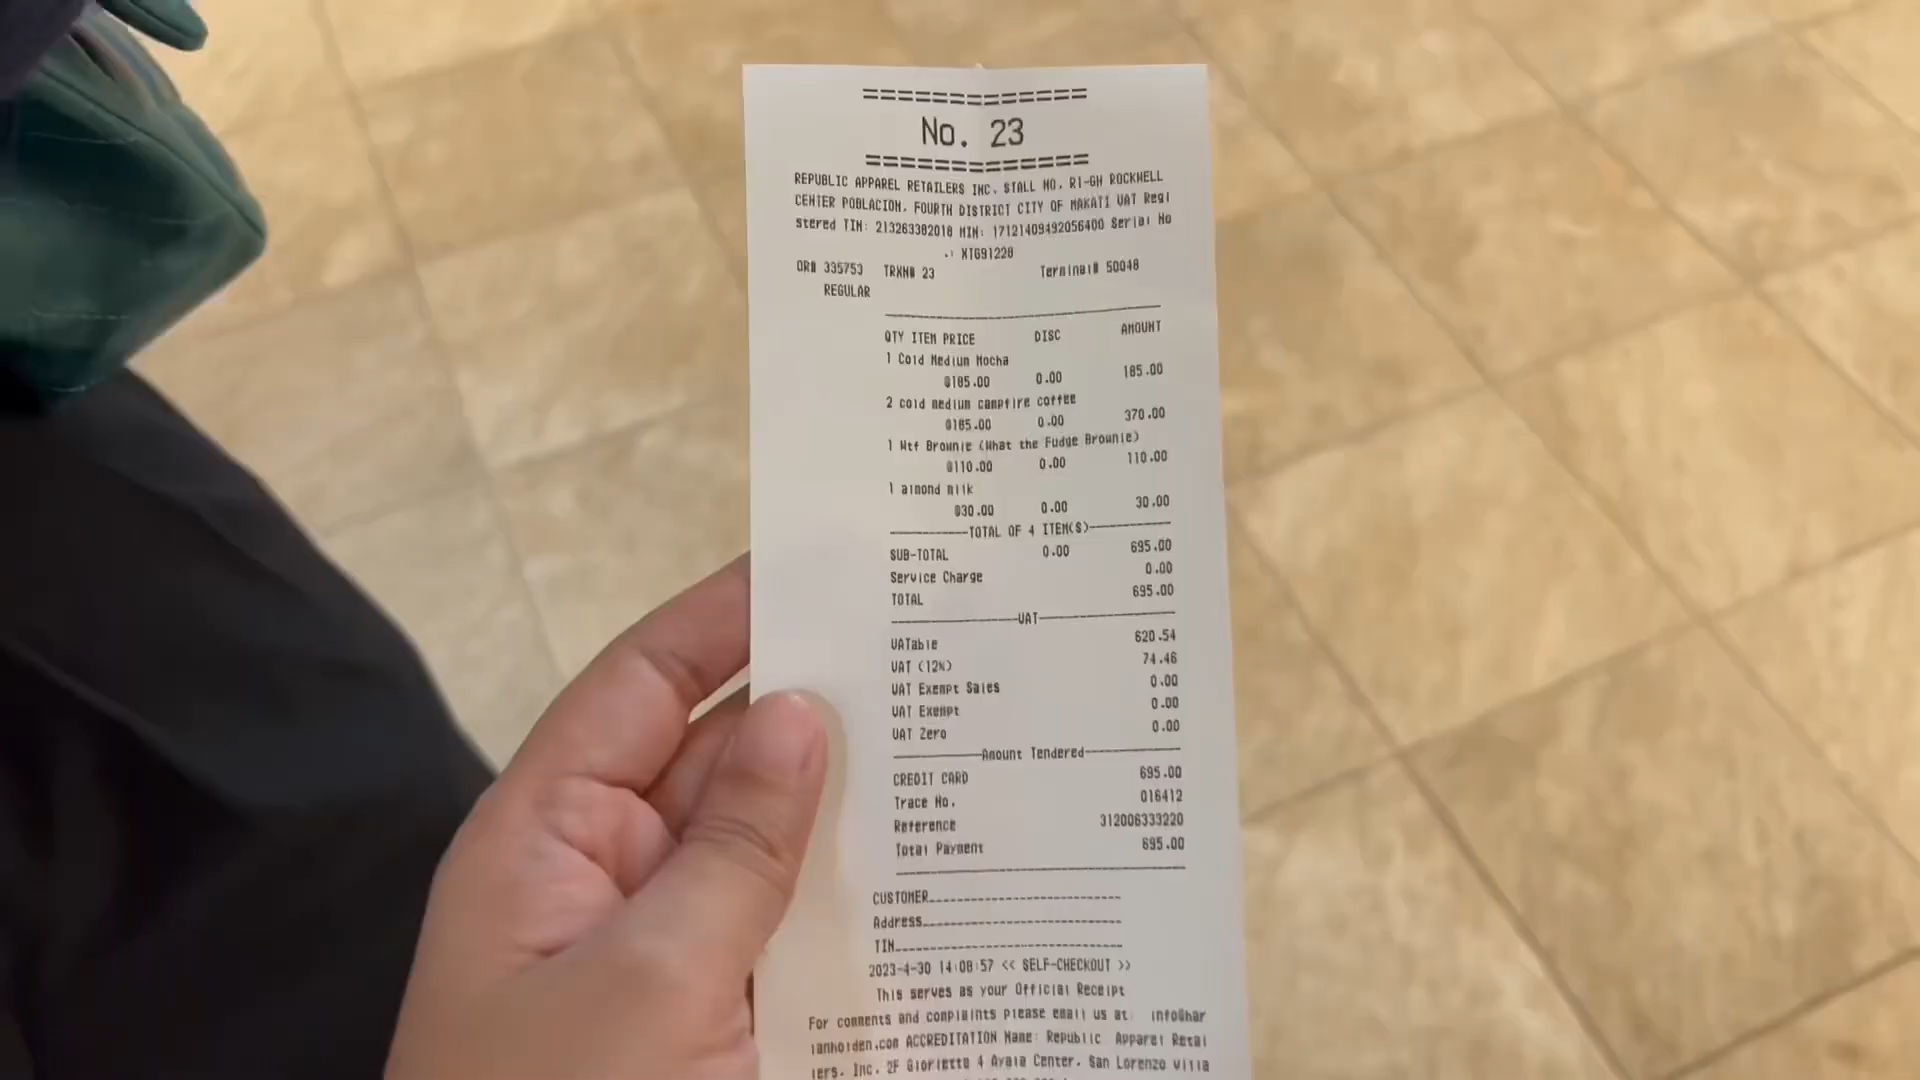 =============
No. 23
=============
REPUBLIC APPAREL RETAILERS INC. STALL NO. R1-GH ROCKWELL
CENTER POBLACION, FOURTH DISTRICT CITY OF MAKATI VAT Regi
stered TIN: 213263382018 MIN: 17121409492056400 Serial No
.: XTG91228
OR# 335753 TRXN# 23 Terminal# 50048
REGULAR
QTY ITEM PRICE DISC AMOUNT
1 Cold Medium Mocha
@185.00 0.00 185.00
2 cold medium campfire coffee
@185.00 0.00 370.00
1 Wtf Brownie (What the Fudge Brownie)
@110.00 0.00 110.00
1 almond milk
@30.00 0.00 30.00
TOTAL OF 4 ITEM(S)
SUB-TOTAL 0.00 695.00
Service Charge 0.00
TOTAL 695.00
VAT
VATable 620.54
VAT (12%) 74.46
VAT Exempt Sales 0.00
VAT Exempt 0.00
VAT Zero 0.00
Amount Tendered
CREDIT CARD 695.00
Trace No. 016412
Reference 312006333220
Total Payment 695.00
CUSTOMER
Address
TIN
2023-4-30 14:08:57 << SELF-CHECKOUT >>
This serves as your Official Receipt
For comments and complaints please email us at: info@har
lanholden.com ACCREDITATION Name: Republic Apparel Retai
lers, Inc. 2F Glorietta 4 Ayala Center, San Lorenzo Villa